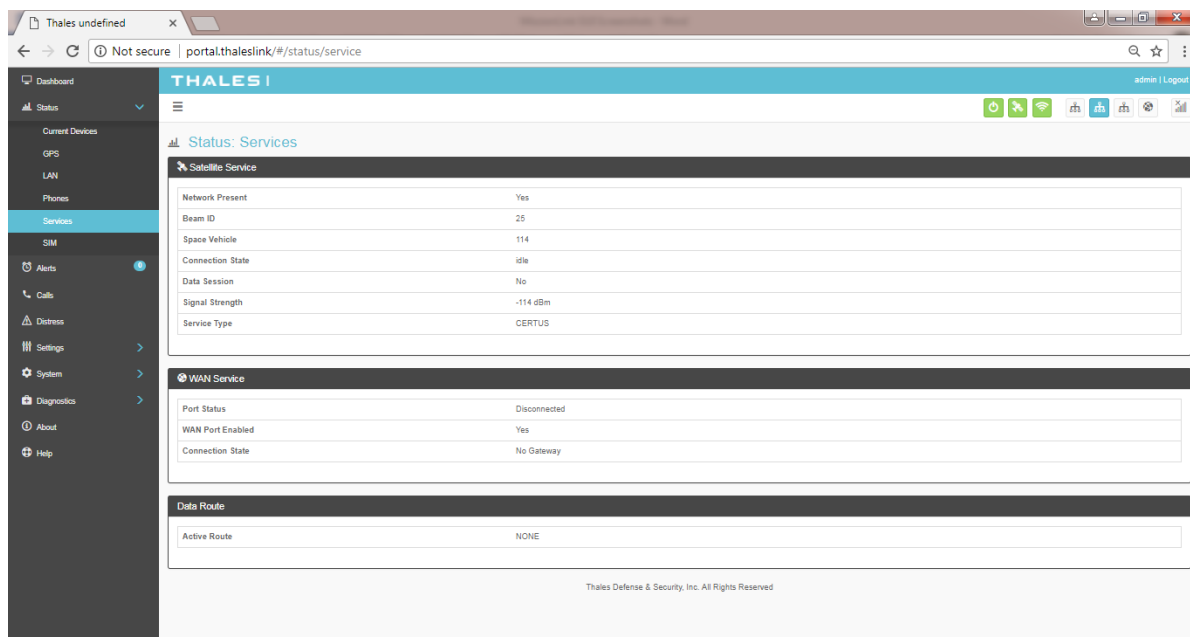 Thales undefined
Not secure | portal.thaleslink/#/status/service
THALES
admin | Logout
Dashboard
Status
Current Devices
GPS
LAN
Phones
Services
SIM
Alerts 0
Calls
Distress
Settings
System
Diagnostics
About
Help
Status: Services
Satellite Service
Network Present Yes
Beam ID 25
Space Vehicle 114
Connection State idle
Data Session No
Signal Strength -114 dBm
Service Type CERTUS
WAN Service
Port Status Disconnected
WAN Port Enabled Yes
Connection State No Gateway
Data Route
Active Route NONE
Thales Defense & Security, Inc. All Rights Reserved